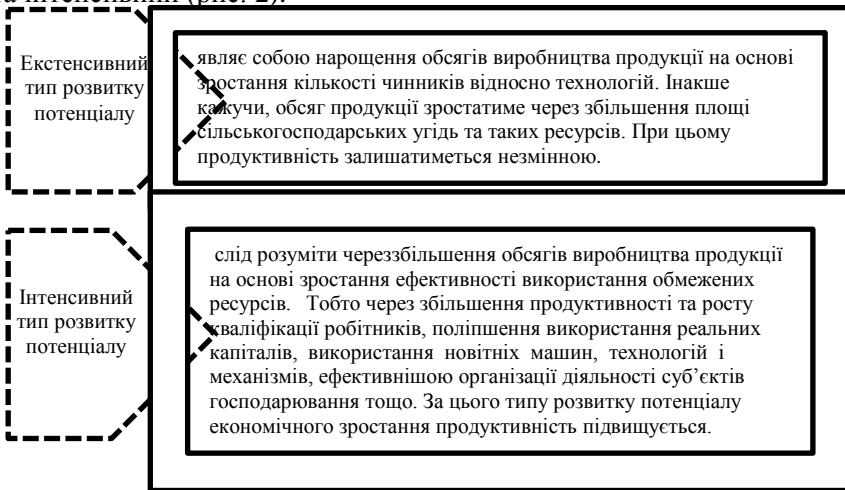 на інтенсивний (рис. 2).
Екстенсивний
тип розвитку
потенціалу
являє собою нарощення обсягів виробництва продукції на основі
зростання кількості чинників відносно технологій. Інакше
кажучи, обсяг продукції зростатиме через збільшення площі
сільськогосподарських угідь та таких ресурсів. При цьому
продуктивність залишатиметься незмінною.
Інтенсивний
тип розвитку
потенціалу
слід розуміти череззбільшення обсягів виробництва продукції
на основі зростання ефективності використання обмежених
ресурсів. Тобто через збільшення продуктивності та росту
кваліфікації робітників, поліпшення використання реальних
капіталів, використання новітніх машин, технологій і
механізмів, ефективнішою організації діяльності суб’єктів
господарювання тощо. За цього типу розвитку потенціалу
економічного зростання продуктивність підвищується.